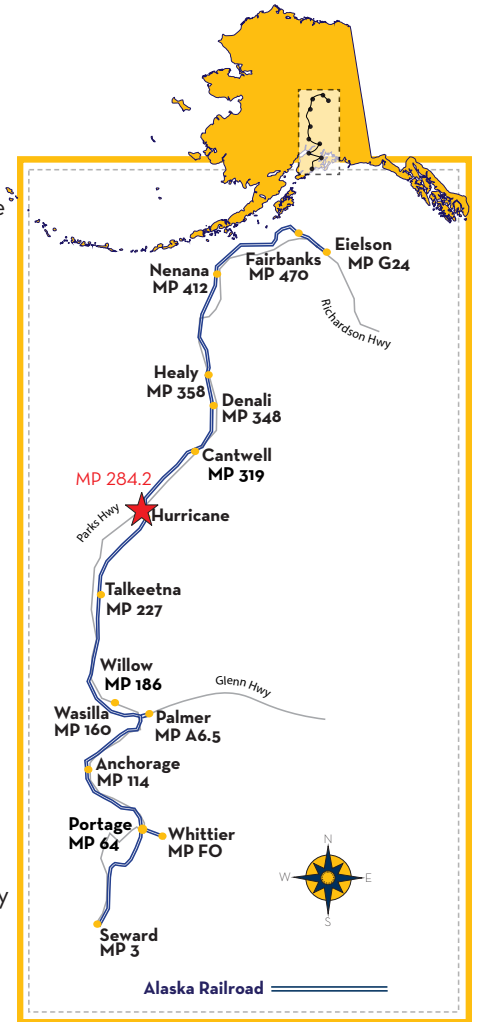 e
Eielson
MP G24
Fairbanks
MP 470
Nenana
MP 412
Richardson Hwy
Healy
MP 358
Denali
MP 348
Cantwell
MP 319
MP 284.2
Parks Hwy
Hurricane
Talkeetna
MP 227
Willow
MP 186
Glenn Hwy
Wasilla
MP 160
Palmer
MP A6.5
Anchorage
MP 114
Portage
MP 64
Whittier
MP FO
N
W
E
S
y
Seward
MP 3
Alaska Railroad